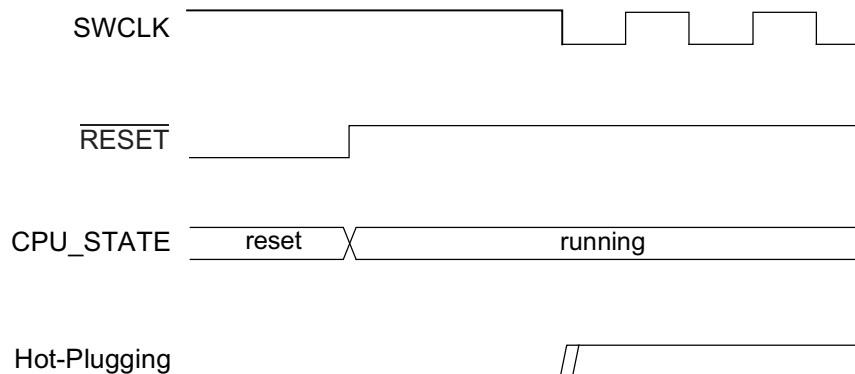 SWCLK
RESET
CPU_STATE reset running
Hot-Plugging